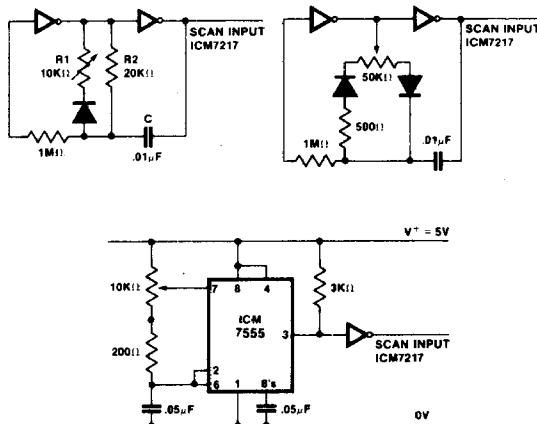 R1
10KΩ
R2
20KΩ
SCAN INPUT
ICM7217
C
.01µF
1MΩ
SCAN INPUT
ICM7217
50KΩ
500Ω
1MΩ
.01µF
V+ = 5V
10KΩ
7
8
4
3KΩ
ICM
7555
3
SCAN INPUT
ICM7217
200Ω
2
6
1
8's
.05µF
.05µF
0V